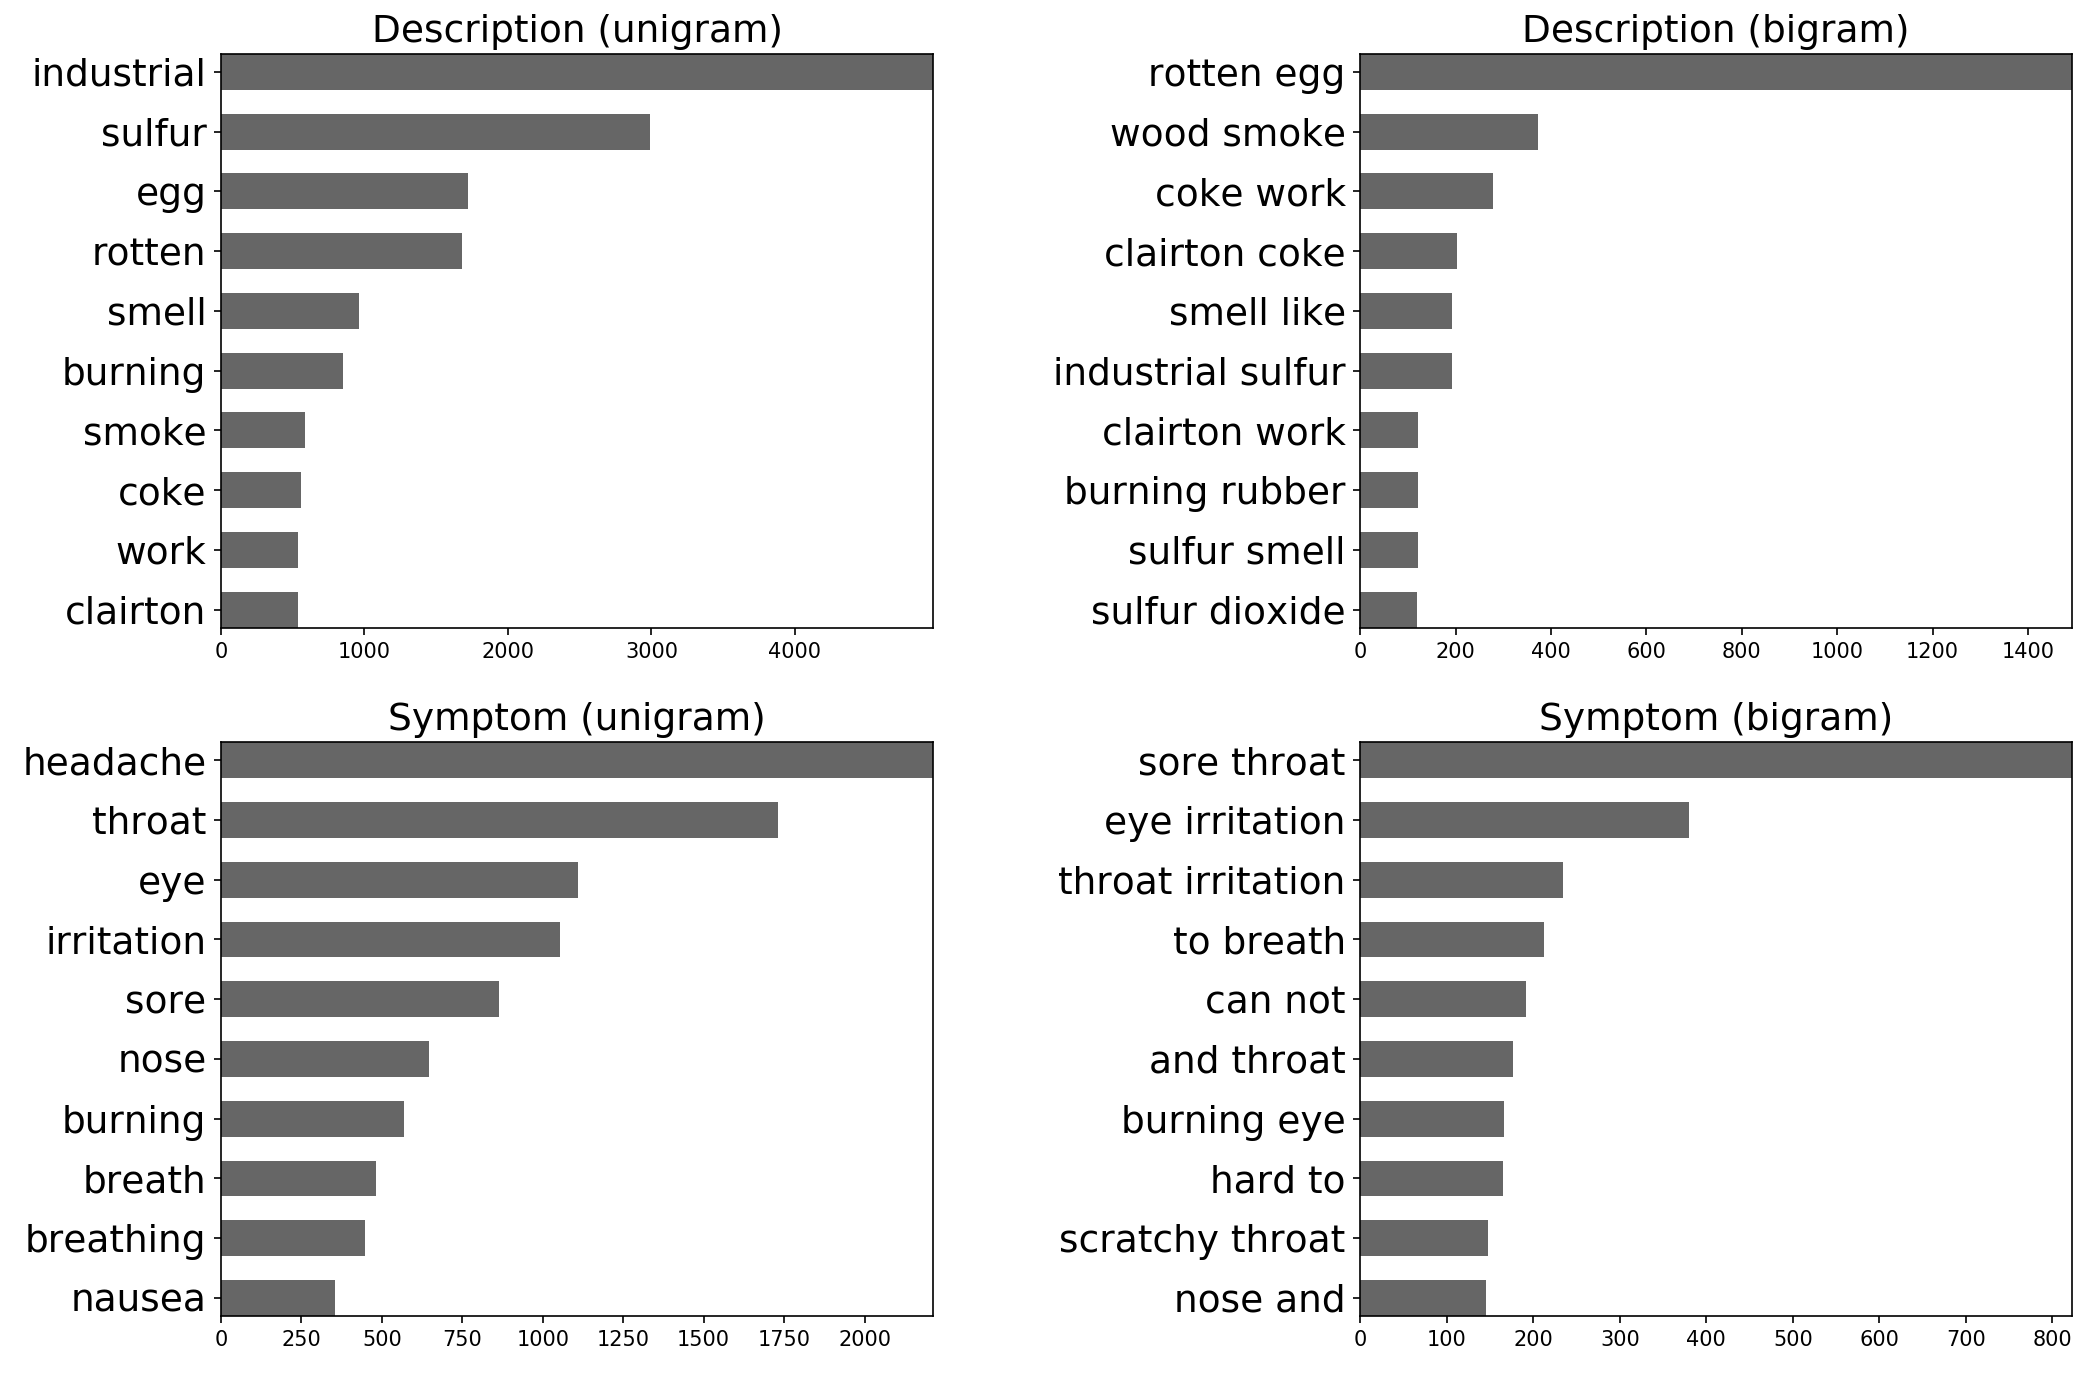 Description (unigram)
industrial
sulfur
egg
rotten
smell
burning
smoke
coke
work
clairton
0 1000 2000 3000 4000
Description (bigram)
rotten egg
wood smoke
coke work
clairton coke
smell like
industrial sulfur
clairton work
burning rubber
sulfur smell
sulfur dioxide
0 200 400 600 800 1000 1200 1400
Symptom (unigram)
headache
throat
eye
irritation
sore
nose
burning
breath
breathing
nausea
0 250 500 750 1000 1250 1500 1750 2000
Symptom (bigram)
sore throat
eye irritation
throat irritation
to breath
can not
and throat
burning eye
hard to
scratchy throat
nose and
0 100 200 300 400 500 600 700 800